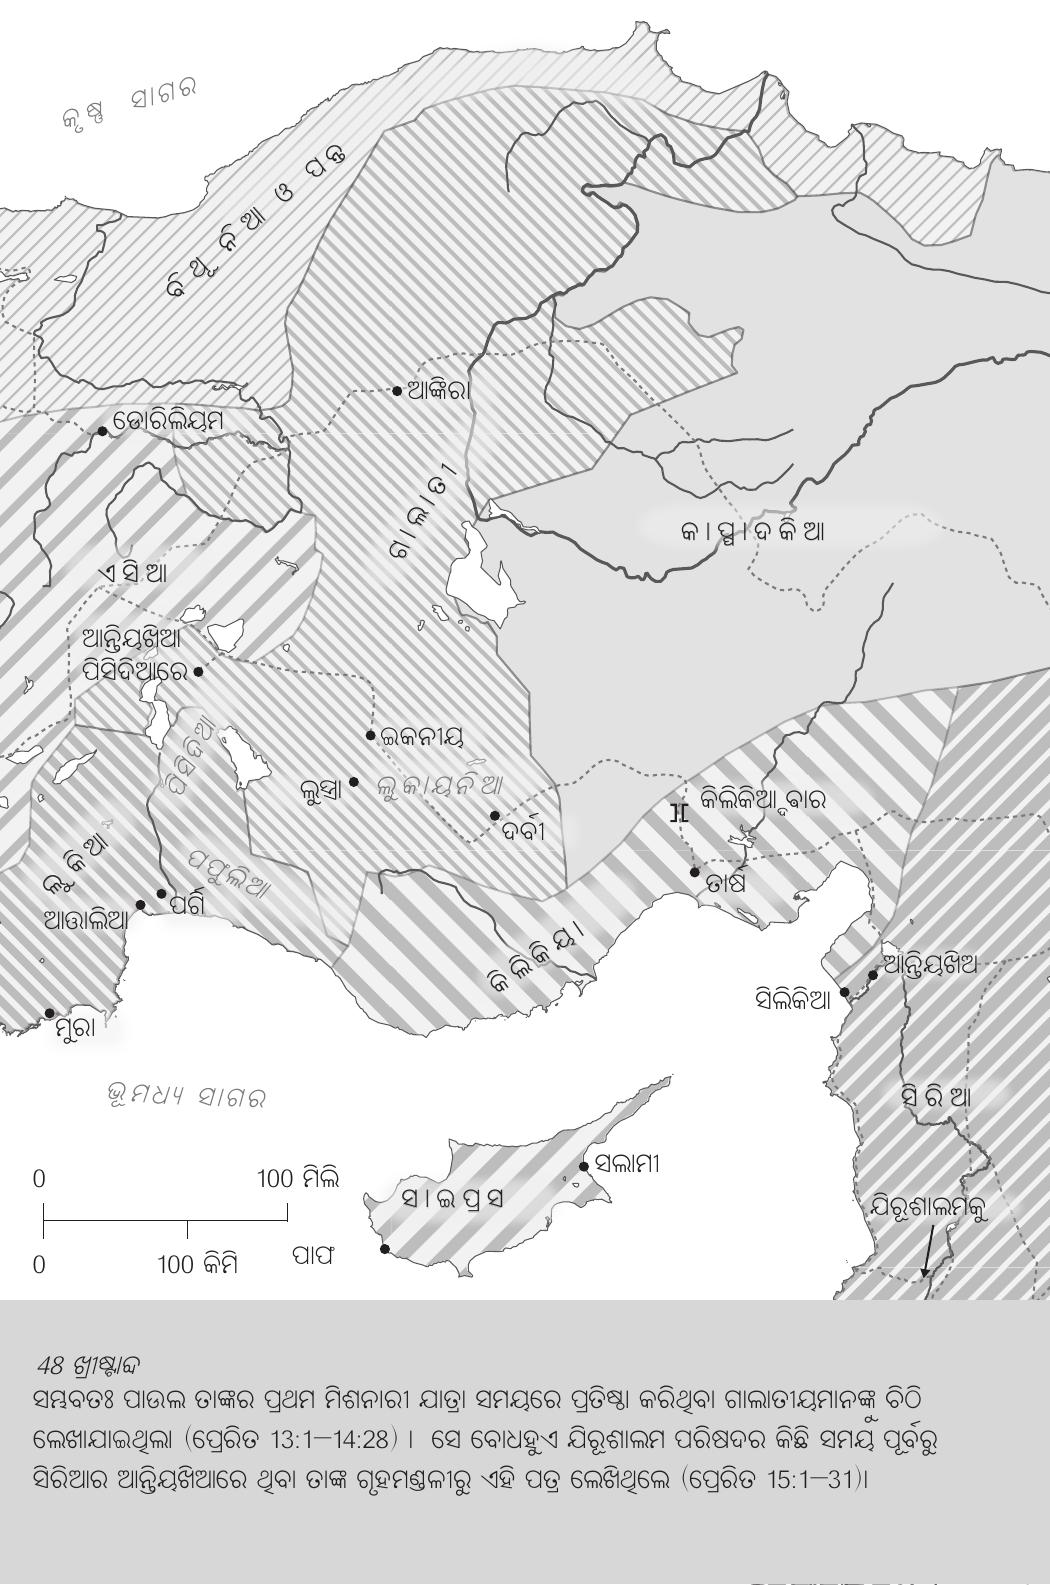 କୃଷ୍ଣ ସାଗର
ବିଥୂନିଆ ଓ ପନ୍ତ
ଆଙ୍କିରା
ଡୋରିଲିୟମ
ଗାଲାତୀ
କାପ୍ପାଦକିଆ
ଏସିଆ
ଆନ୍ତିୟଖିଆ
ପିସିଦିଆରେ
ପିସିଦିଆ
ଇକନୀୟ
ଲୁସ୍ତ୍ରା
ଲୁକାୟନିଆ
ଦର୍ବୀ
କିଲିକିଆ ଦ୍ଵାର
ତାର୍ଷ
ଲୁକିଆ
ପଫୁଲିଆ
ପର୍ଗି
ଆତ୍ତାଲିଆ
କିଲିକିୟା
ଆନ୍ତିୟଖିଅ
ସିଲିକିଆ
ମୁରା
ଭୂମଧ୍ୟ ସାଗର
ସିରିଆ
ସଲାମୀ
0 100 ମିଲି
ସାଇପ୍ରସ
ଯିରୂଶାଲମକୁ
0 100 କିମି
ପାଫ
48 ଖ୍ରୀଷ୍ଟାବ୍ଦ
ସମ୍ଭବତଃ ପାଉଲ ତାଙ୍କର ପ୍ରଥମ ମିଶନାରୀ ଯାତ୍ରା ସମୟରେ ପ୍ରତିଷ୍ଠା କରିଥିବା ଗାଲାତୀୟମାନଙ୍କୁ ଚିଠି
ଲେଖାଯାଇଥିଲା (ପ୍ରେରିତ 13:1–14:28) । ସେ ବୋଧହୁଏ ଯିରୂଶାଲମ ପରିଷଦର କିଛି ସମୟ ପୂର୍ବରୁ
ସିରିଆର ଆନ୍ତିୟଖିଆରେ ଥିବା ତାଙ୍କ ଗୃହମଣ୍ଡଳୀରୁ ଏହି ପତ୍ର ଲେଖିଥିଲେ (ପ୍ରେରିତ 15:1–31)।